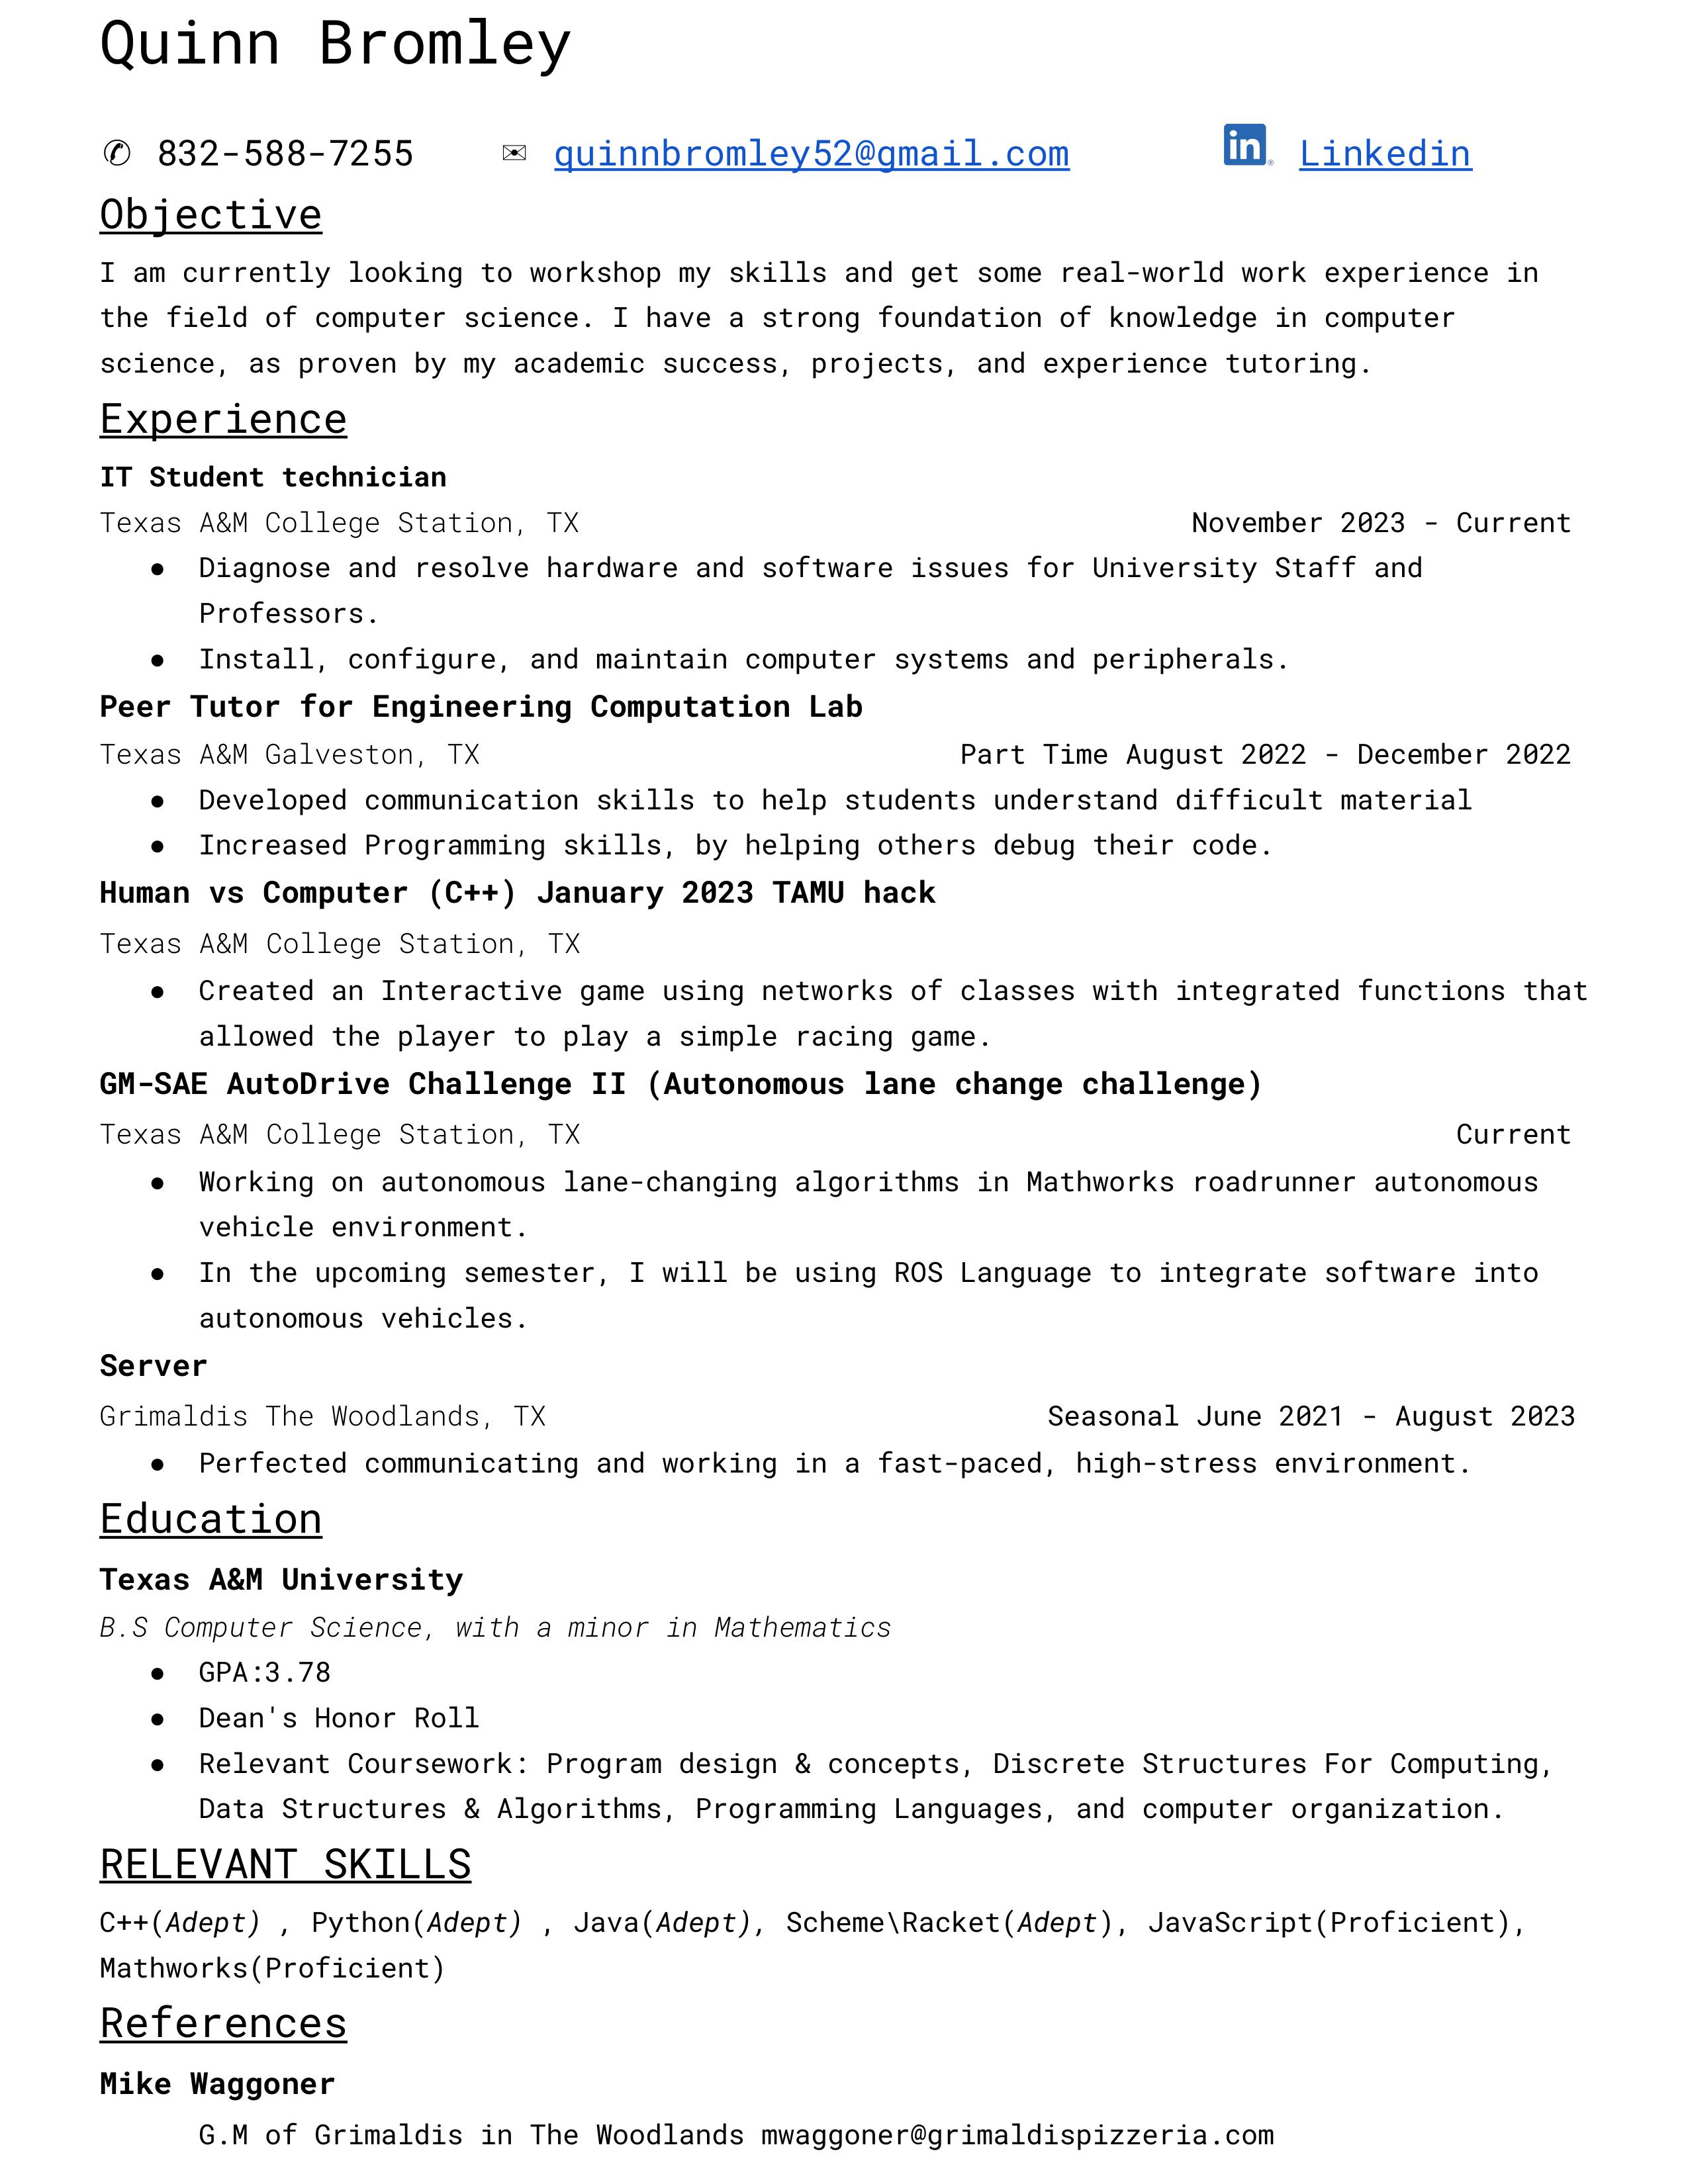 Quinn Bromley
✆ 832-588-7255 ✉ quinnbromley52@gmail.com in Linkedin
Objective
I am currently looking to workshop my skills and get some real-world work experience in
the field of computer science. I have a strong foundation of knowledge in computer
science, as proven by my academic success, projects, and experience tutoring.
Experience
IT Student technician
Texas A&M College Station, TX November 2023 - Current
● Diagnose and resolve hardware and software issues for University Staff and
Professors.
● Install, configure, and maintain computer systems and peripherals.
Peer Tutor for Engineering Computation Lab
Texas A&M Galveston, TX Part Time August 2022 - December 2022
● Developed communication skills to help students understand difficult material
● Increased Programming skills, by helping others debug their code.
Human vs Computer (C++) January 2023 TAMU hack
Texas A&M College Station, TX
● Created an Interactive game using networks of classes with integrated functions that
allowed the player to play a simple racing game.
GM-SAE AutoDrive Challenge II (Autonomous lane change challenge)
Texas A&M College Station, TX Current
● Working on autonomous lane-changing algorithms in Mathworks roadrunner autonomous
vehicle environment.
● In the upcoming semester, I will be using ROS Language to integrate software into
autonomous vehicles.
Server
Grimaldis The Woodlands, TX Seasonal June 2021 - August 2023
● Perfected communicating and working in a fast-paced, high-stress environment.
Education
Texas A&M University
B.S Computer Science, with a minor in Mathematics
● GPA:3.78
● Dean's Honor Roll
● Relevant Coursework: Program design & concepts, Discrete Structures For Computing,
Data Structures & Algorithms, Programming Languages, and computer organization.
RELEVANT SKILLS
C++(Adept) , Python(Adept) , Java(Adept), Scheme\Racket(Adept), JavaScript(Proficient),
Mathworks(Proficient)
References
Mike Waggoner
G.M of Grimaldis in The Woodlands mwaggoner@grimaldispizzeria.com